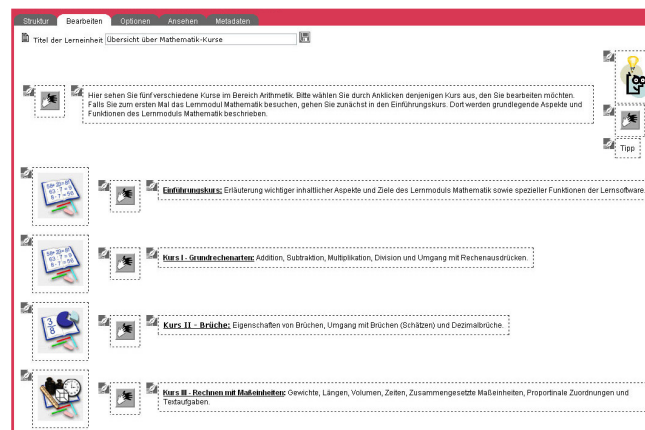 Struktur Bearbeiten Optionen Ansehen Metadaten
Titel der Lerneinheit Übersicht über Mathematik-Kurse
Hier sehen Sie fünf verschiedene Kurse im Bereich Arithmetik. Bitte wählen Sie durch Anklicken denjenigen Kurs aus, den Sie bearbeiten möchten.
Falls Sie zum ersten Mal das Lernmodul Mathematik besuchen, gehen Sie zunächst in den Einführungskurs. Dort werden grundlegende Aspekte und
Funktionen des Lernmoduls Mathematik beschrieben.
Tipp
Einführungskurs: Erläuterung wichtiger inhaltlicher Aspekte und Ziele des Lernmoduls Mathematik sowie spezieller Funktionen der Lernsoftware
Kurs I - Grundrechenarten: Addition, Subtraktion, Multiplikation, Division und Umgang mit Rechenausdrücken.
Kurs II - Brüche: Eigenschaften von Brüchen, Umgang mit Brüchen (Schätzen) und Dezimalbrüche.
3
8
Kurs III - Rechnen mit Maßeinheiten: Gewichte, Längen, Volumen, Zeiten, Zusammengesetzte Maßeinheiten, Proportinale Zuordnungen und
Textaufgaben.